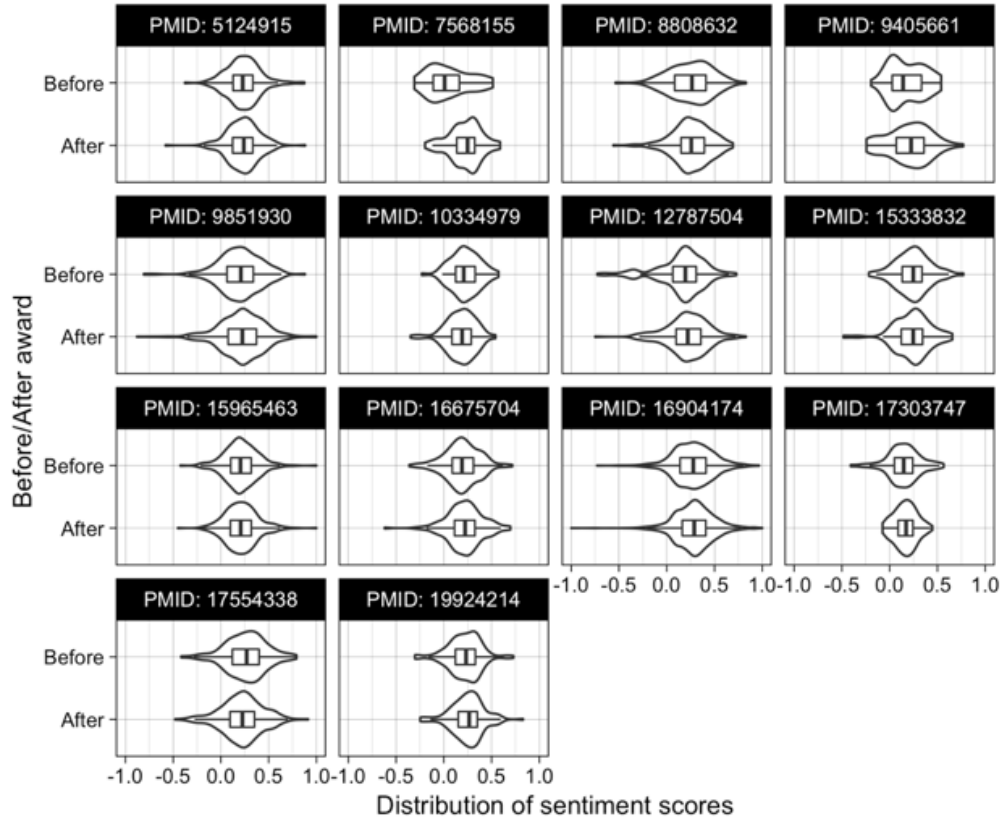 PMID: 5124915 PMID: 7568155 PMID: 8808632 PMID: 9405661
Before
After
PMID: 9851930 PMID: 10334979 PMID: 12787504 PMID: 15333832
Before
After
Before/After award
PMID: 15965463 PMID: 16675704 PMID: 16904174 PMID: 17303747
Before
After
-1.0 -0.5 0.0 0.5 1.0 -1.0 -0.5 0.0 0.5 1.0
PMID: 17554338 PMID: 19924214
Before
After
-1.0 -0.5 0.0 0.5 1.0 -1.0 -0.5 0.0 0.5 1.0
Distribution of sentiment scores